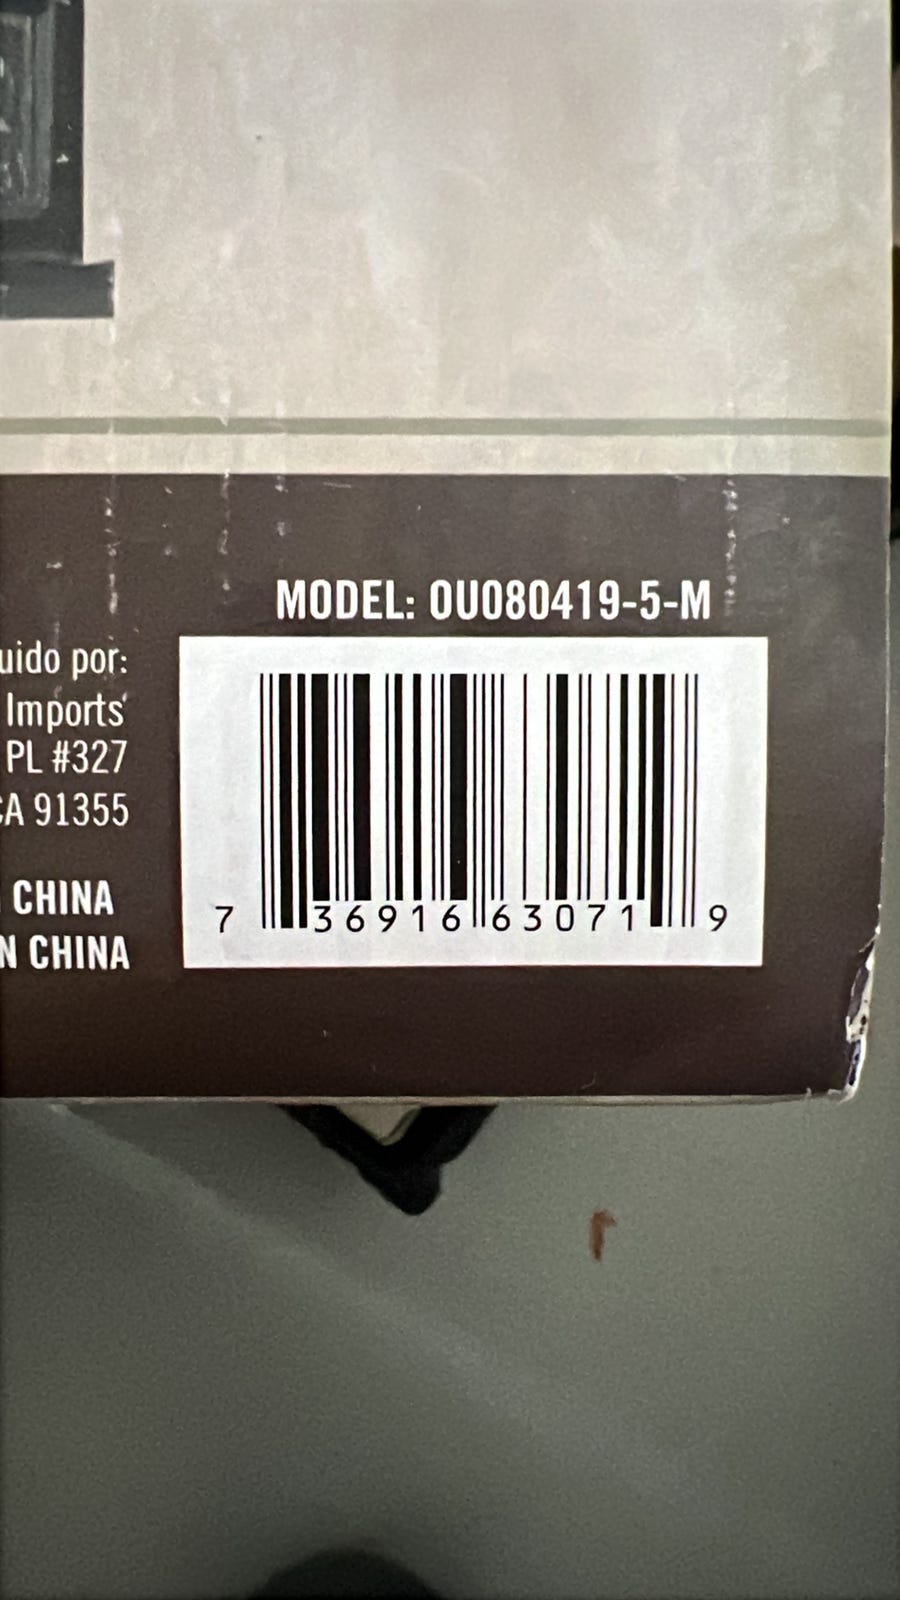 MODEL: OU080419-5-M
uido por:
Imports
PL #327
CA 91355
CHINA
N CHINA
7 36916 63071 9